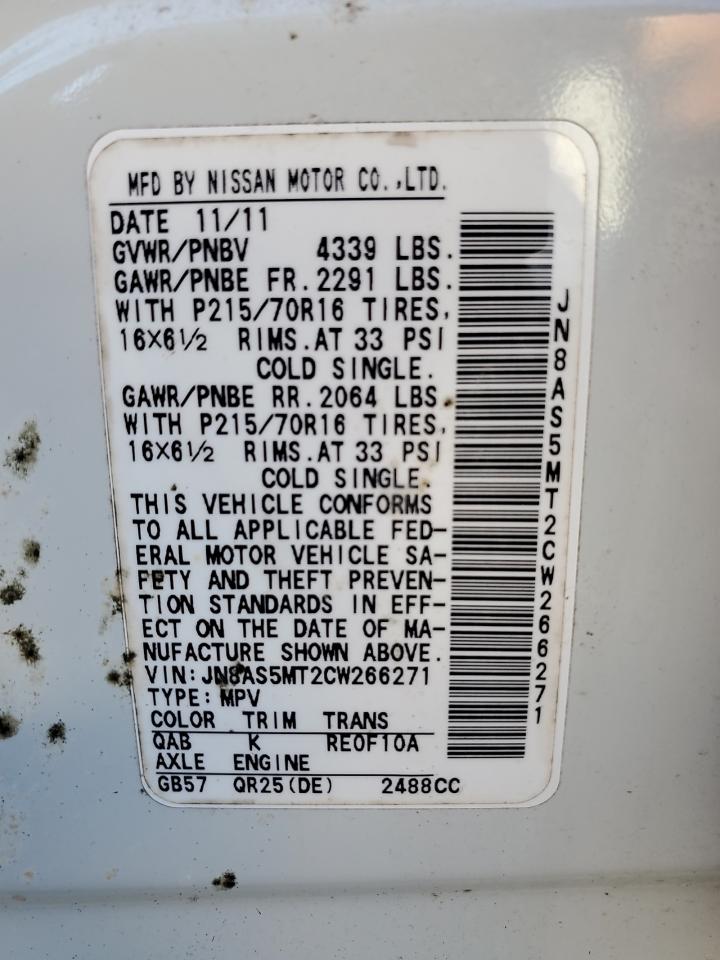 MFD BY NISSAN MOTOR CO.,LTD.
DATE 11/11
GVWR/PNBV 4339 LBS.
GAWR/PNBE FR.2291 LBS.
WITH P215/70R16 TIRES,
16X6½ RIMS.AT 33 PSI
COLD SINGLE.
GAWR/PNBE RR.2064 LBS.
WITH P215/70R16 TIRES,
16X6½ RIMS.AT 33 PSI
COLD SINGLE.
THIS VEHICLE CONFORMS
TO ALL APPLICABLE FED-
ERAL MOTOR VEHICLE SA-
FETY AND THEFT PREVEN-
TION STANDARDS IN EFF-
ECT ON THE DATE OF MA-
NUFACTURE SHOWN ABOVE.
VIN:JN8AS5MT2CW266271
TYPE:MPV
COLOR TRIM TRANS
QAB K RE0F10A
AXLE ENGINE
GB57 QR25(DE) 2488CC
JN8AS5MT2CW266271